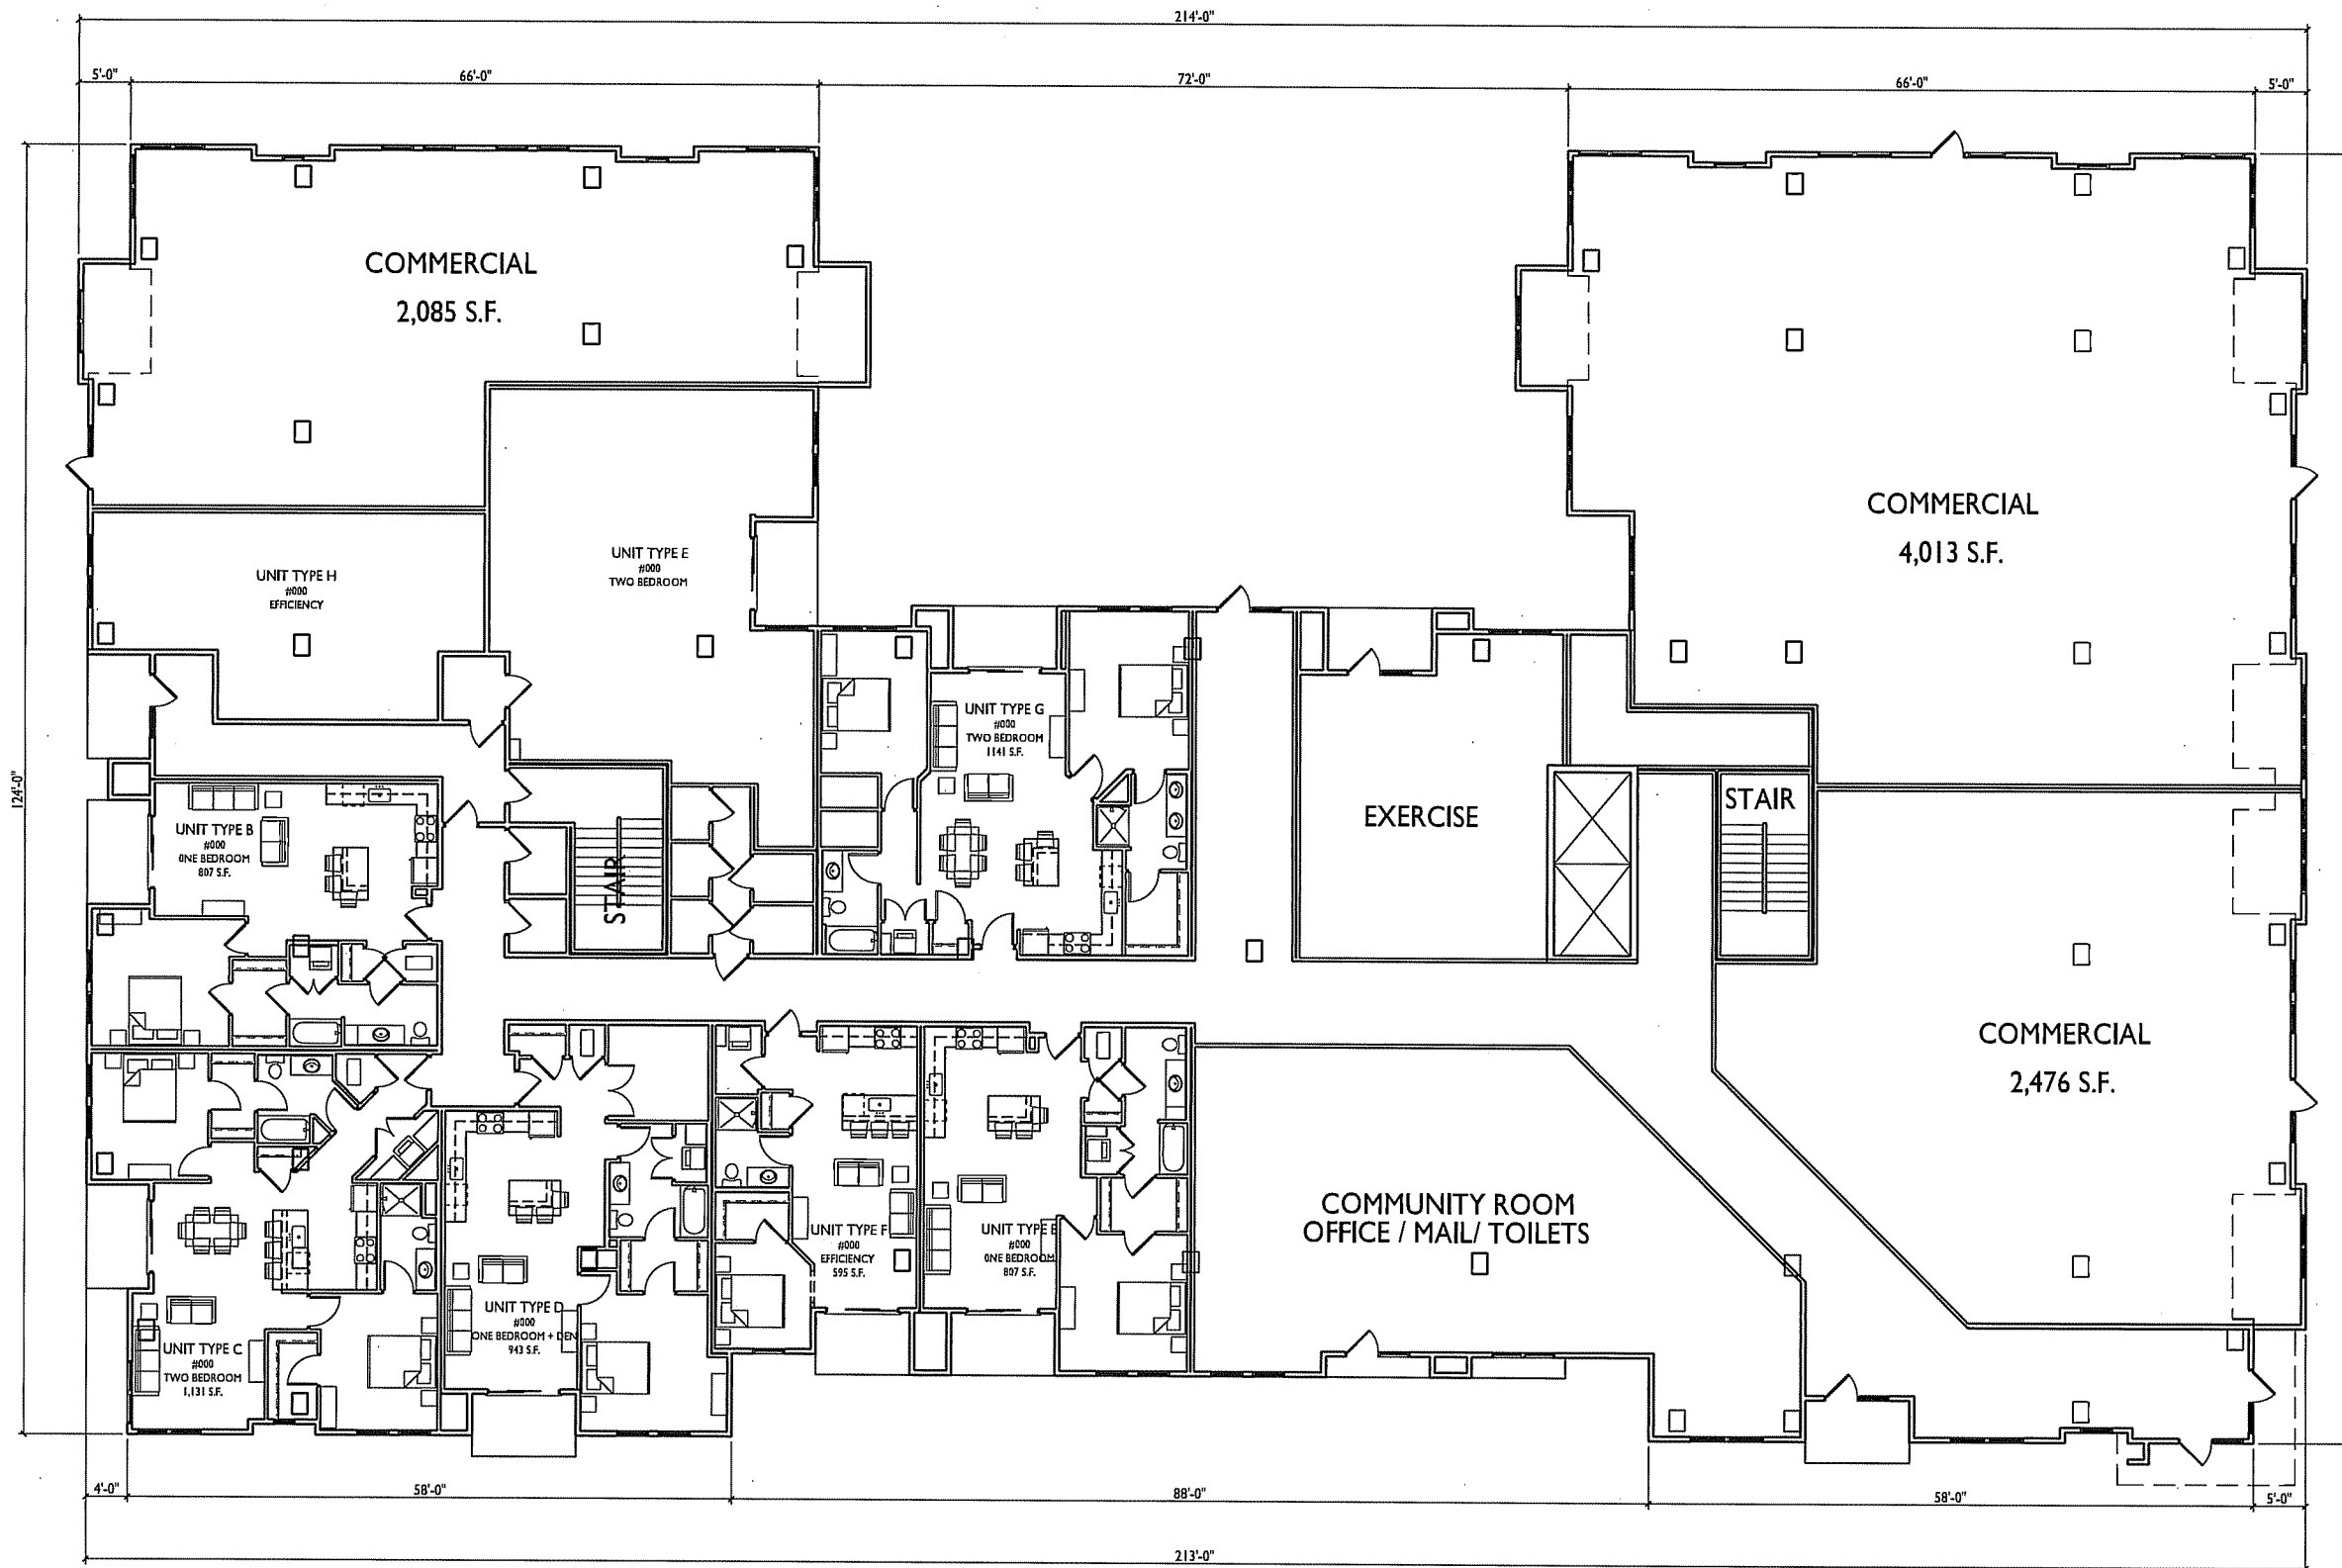 214'-0"
5'-0"
66'-0"
72'-0"
66'-0"
5'-0"
124'-0"
COMMERCIAL
2,085 S.F.
COMMERCIAL
4,013 S.F.
UNIT TYPE H
#000
EFFICIENCY
UNIT TYPE E
#000
TWO BEDROOM
UNIT TYPE G
#000
TWO BEDROOM
1141 S.F.
EXERCISE
STAIR
UNIT TYPE B
#000
ONE BEDROOM
807 S.F.
STAIR
COMMERCIAL
2,476 S.F.
COMMUNITY ROOM
OFFICE / MAIL/ TOILETS
UNIT TYPE F
#000
EFFICIENCY
595 S.F.
UNIT TYPE
#000
ONE BEDROOM
807 S.F.
UNIT TYPE D
#000
ONE BEDROOM + DEN
943 S.F.
UNIT TYPE C
#000
TWO BEDROOM
1,131 S.F.
4'-0"
58'-0"
88'-0"
58'-0"
5'-0"
213'-0"